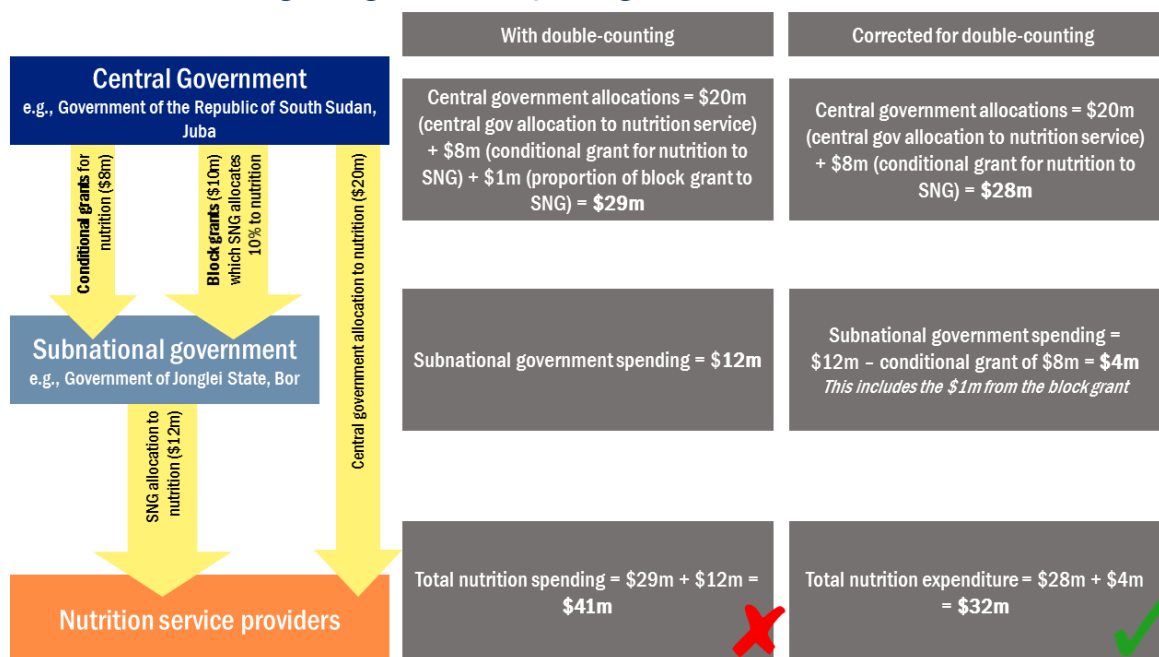 With double-counting
Corrected for double-counting
Central Government
e.g., Government of the Republic of South Sudan,
Juba
Conditional grants for
nutrition ($8m)
Block grants ($10m)
which SNG allocates
10% to nutrition
Central government allocation to nutrition ($20m)
Central government allocations = $20m
(central gov allocation to nutrition service)
+ $8m (conditional grant for nutrition to
SNG) + $1m (proportion of block grant to
SNG) = $29m
Central government allocations = $20m
(central gov allocation to nutrition service)
+ $8m (conditional grant for nutrition to
SNG) = $28m
Subnational government
e.g., Government of Jonglei State, Bor
Subnational government spending = $12m
Subnational government spending =
$12m – conditional grant of $8m = $4m
This includes the $1m from the block grant
SNG allocation to
nutrition ($12m)
Nutrition service providers
Total nutrition spending = $29m + $12m =
$41m
Total nutrition expenditure = $28m + $4m
= $32m